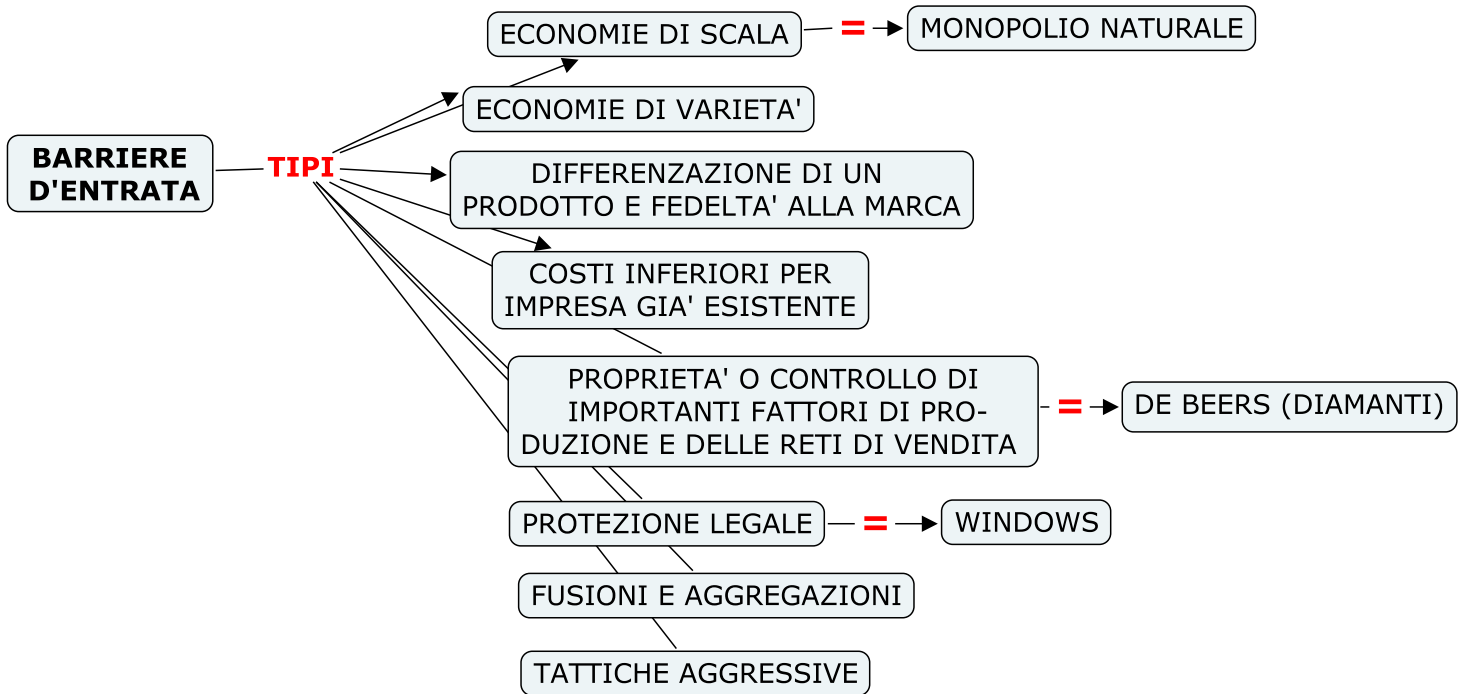 ECONOMIE DI SCALA = MONOPOLIO NATURALE
ECONOMIE DI VARIETA'
BARRIERE
D'ENTRATA
TIPI
DIFFERENZAZIONE DI UN
PRODOTTO E FEDELTA' ALLA MARCA
COSTI INFERIORI PER
IMPRESA GIA' ESISTENTE
PROPRIETA' O CONTROLLO DI
IMPORTANTI FATTORI DI PRO-
DUZIONE E DELLE RETI DI VENDITA
= DE BEERS (DIAMANTI)
PROTEZIONE LEGALE = WINDOWS
FUSIONI E AGGREGAZIONI
TATTICHE AGGRESSIVE